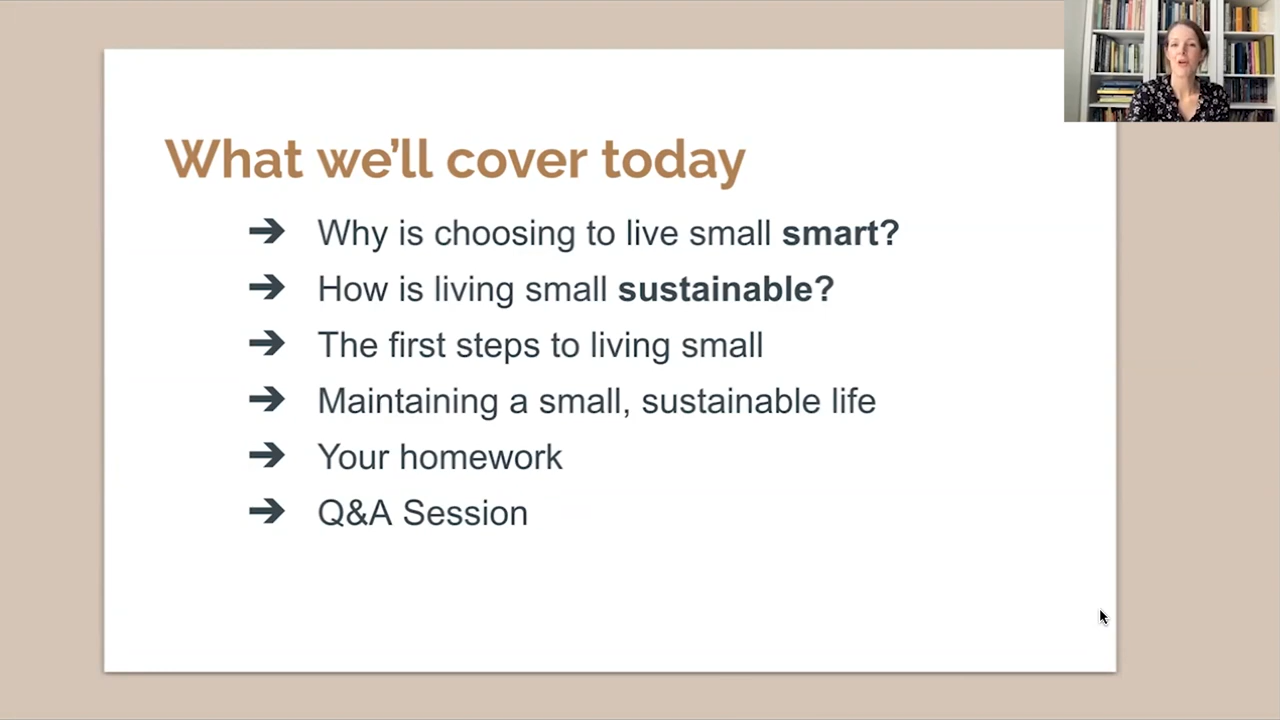 What we'll cover today
➔ Why is choosing to live small smart?
➔ How is living small sustainable?
➔ The first steps to living small
➔ Maintaining a small, sustainable life
➔ Your homework
➔ Q&A Session